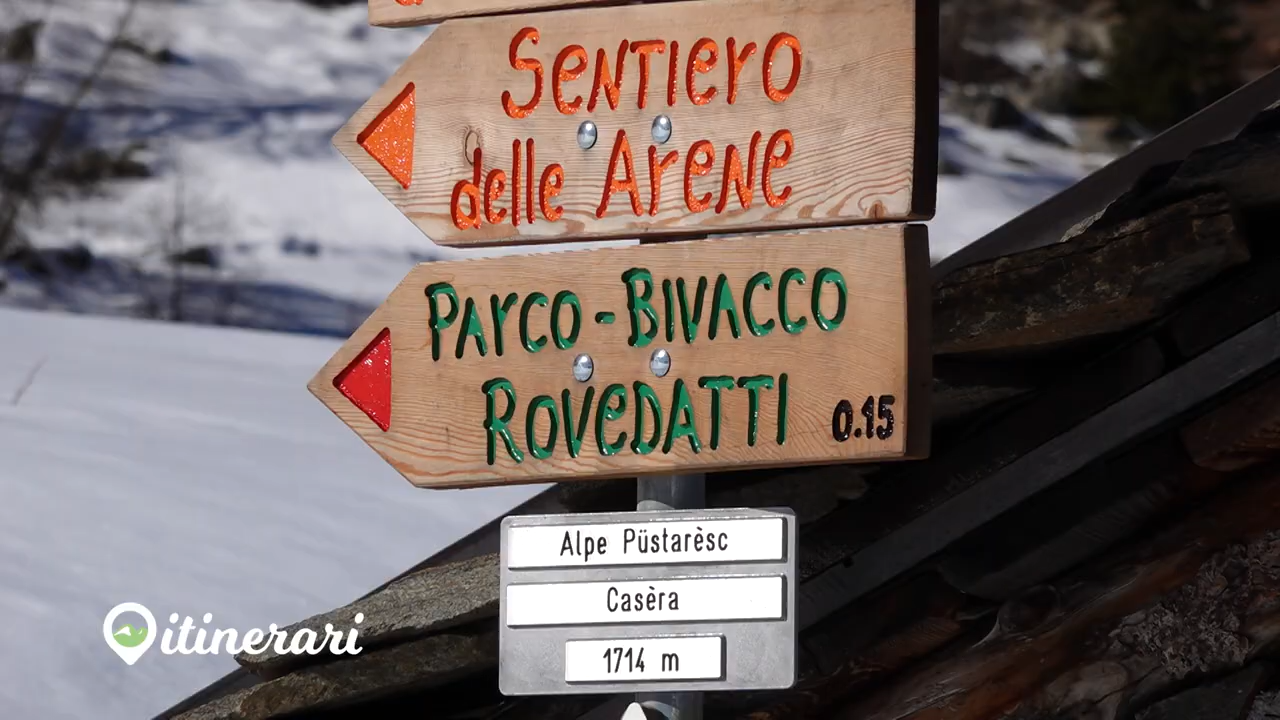 SeNTIerO
delle AreNe
PArCO - BIVACCO
ROVeDATTI
0.15
Alpe Püstarèsc
Casèra
1714 m
itinerari